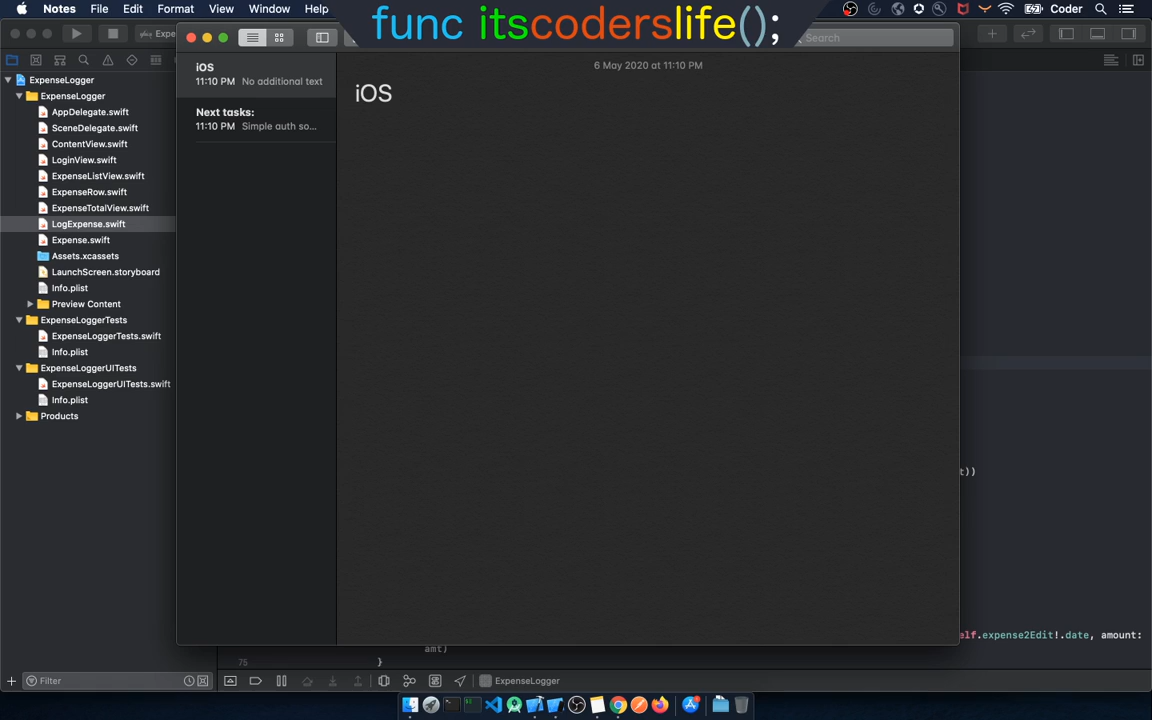 Notes File Edit Format View Window Help
Coder
func itscoderslife();
Expe
Search
ExpenseLogger
ExpenseLogger
AppDelegate.swift
SceneDelegate.swift
ContentView.swift
LoginView.swift
ExpenseListView.swift
ExpenseRow.swift
ExpenseTotalView.swift
LogExpense.swift
Expense.swift
Assets.xcassets
LaunchScreen.storyboard
Info.plist
Preview Content
ExpenseLoggerTests
ExpenseLoggerTests.swift
Info.plist
ExpenseLoggerUITests
ExpenseLoggerUITests.swift
Info.plist
Products
iOS
11:10 PM No additional text
Next tasks:
11:10 PM Simple auth so...
6 May 2020 at 11:10 PM
iOS
t))
elf.expense2Edit!.date, amount:
amt)
75 }
Filter
ExpenseLogger